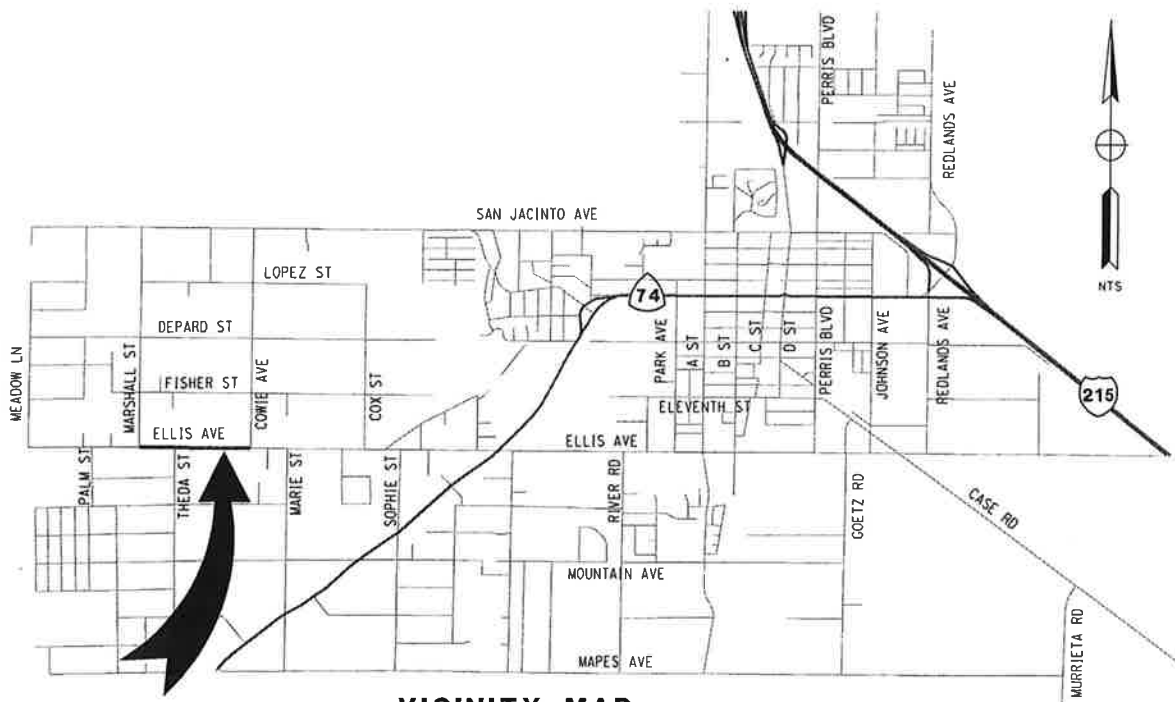 PERRIS BLVD
REDLANDS AVE
NTS
SAN JACINTO AVE
LOPEZ ST
74
DEPARD ST
MEADOW LN
MARSHALL ST
FISHER ST
COWIE AVE
COX ST
ELLIS AVE
PARK AVE
A ST
B ST
C ST
D ST
PERRIS BLVD
JOHNSON AVE
REDLANDS AVE
215
ELEVENTH ST
ELLIS AVE
PALM ST
THEDA ST
MARIE ST
SOPHIE ST
RIVER RD
GOETZ RD
CASE RD
MOUNTAIN AVE
MAPES AVE
MURRIETA RD
VICINITY MAP